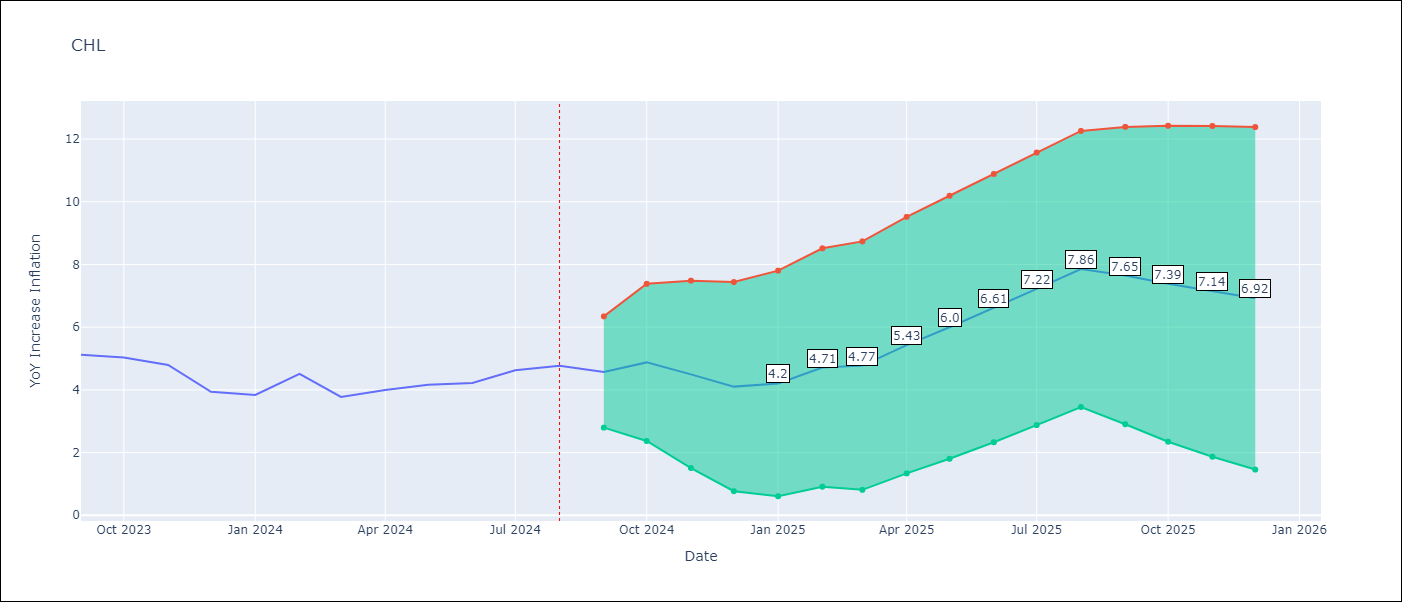 CHL
YoY Increase Inflation
12
10
8
6
4
2
0
4.2
4.71
4.77
5.43
6.0
6.61
7.22
7.86
7.65
7.39
7.14
6.92
Oct 2023
Jan 2024
Apr 2024
Jul 2024
Oct 2024
Jan 2025
Apr 2025
Jul 2025
Oct 2025
Jan 2026
Date